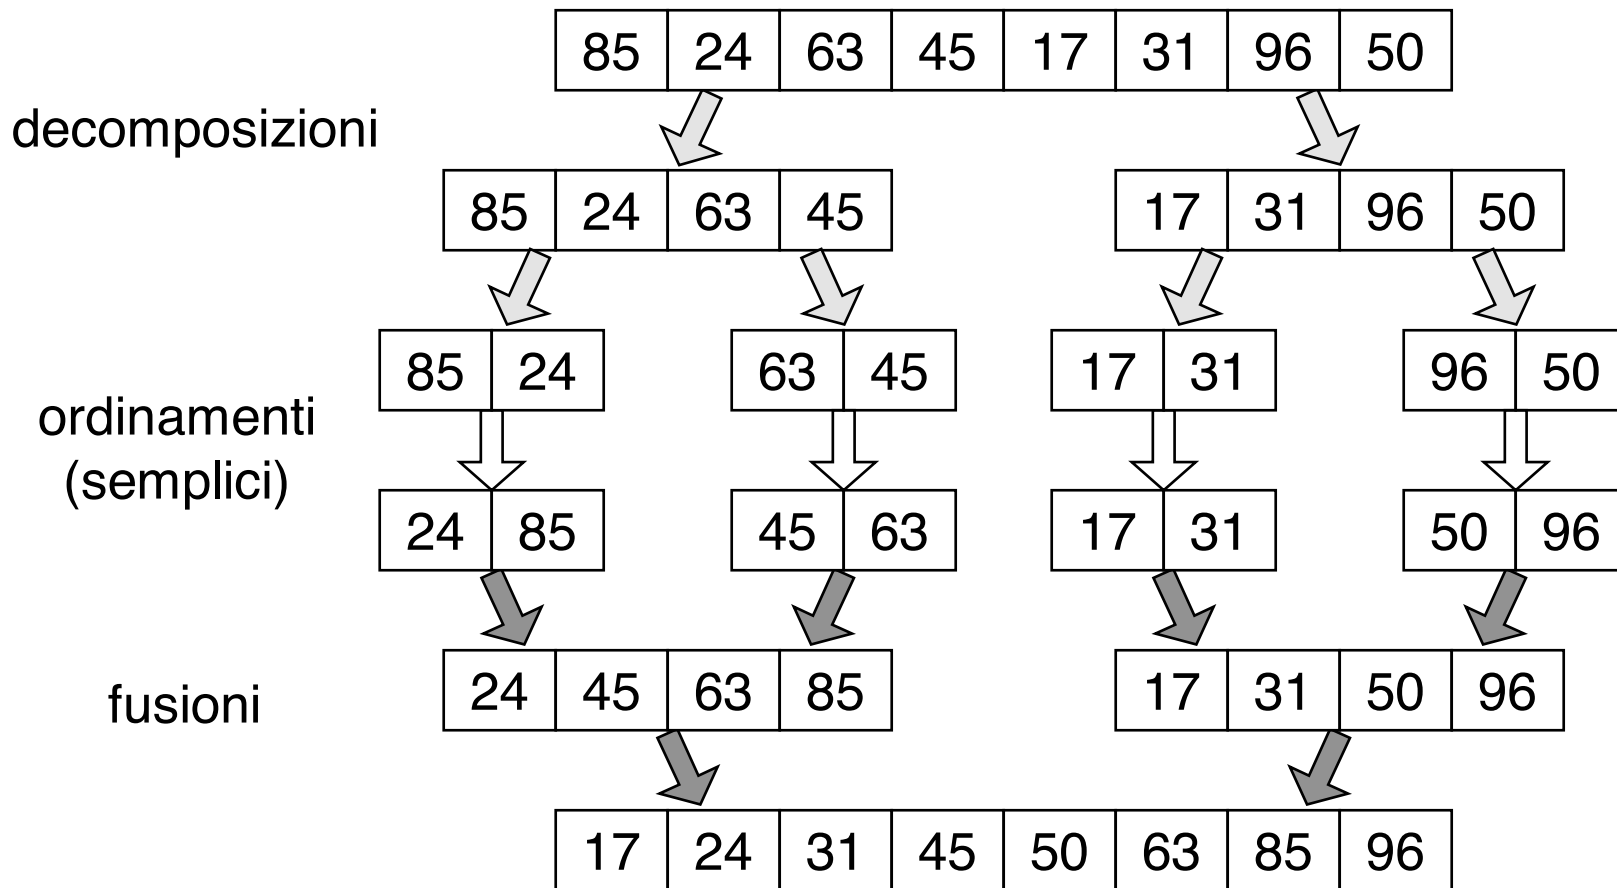 85 24 63 45 17 31 96 50
decomposizioni
85 24 63 45 17 31 96 50
85 24 63 45 17 31 96 50
ordinamenti
(semplici)
24 85 45 63 17 31 50 96
24 45 63 85 17 31 50 96
fusioni
17 24 31 45 50 63 85 96